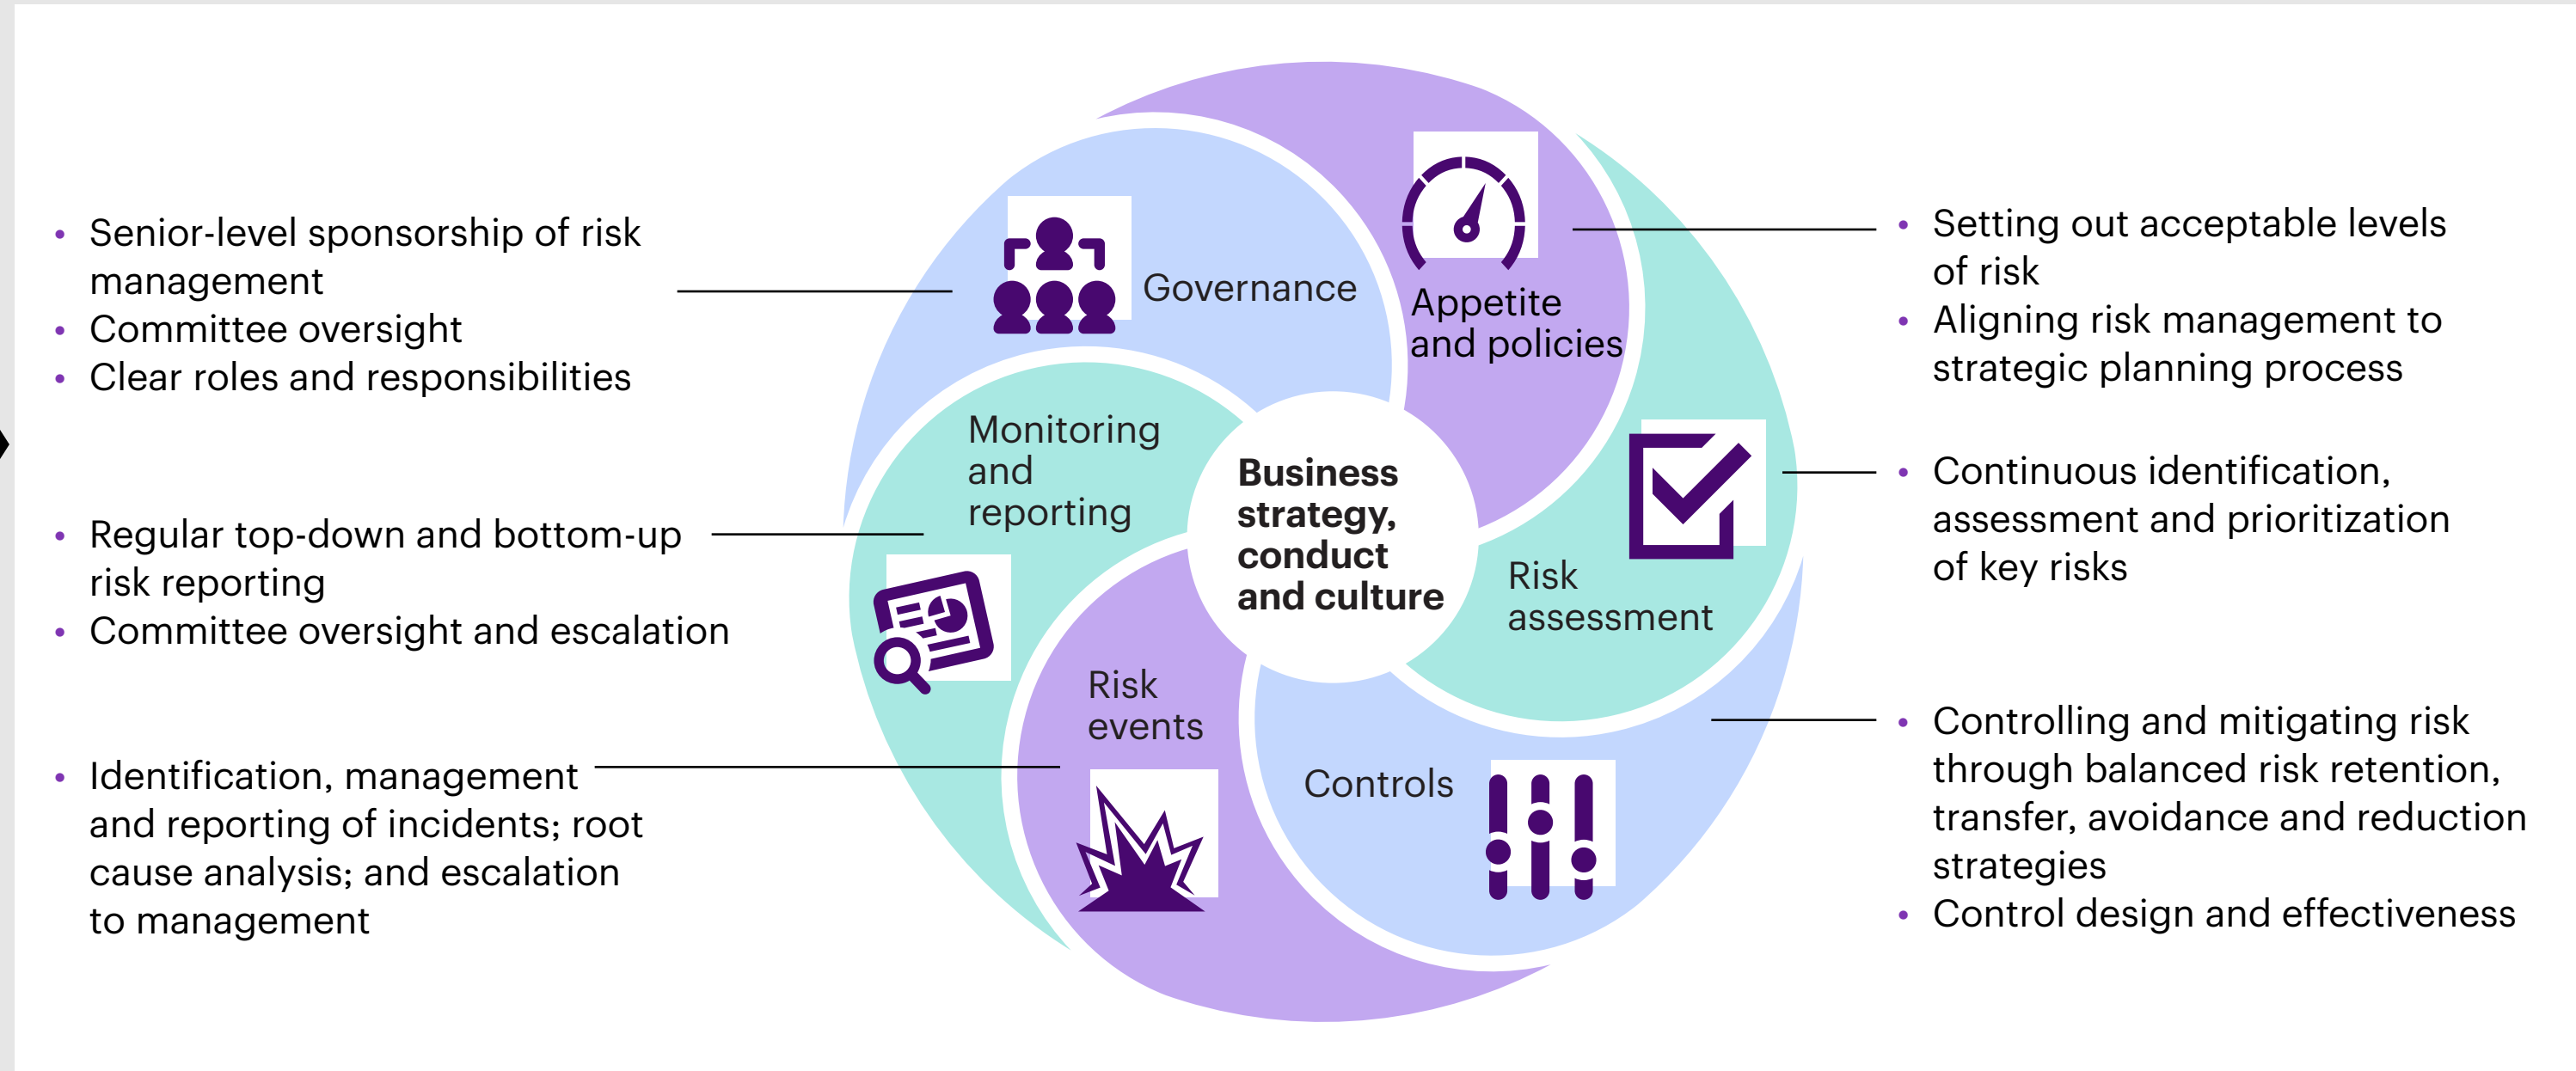 • Senior-level sponsorship of risk
management
• Committee oversight
• Clear roles and responsibilities
• Regular top-down and bottom-up
risk reporting
• Committee oversight and escalation
• Identification, management
and reporting of incidents; root
cause analysis; and escalation
to management
Governance
Appetite
and policies
Monitoring
and
reporting
Business
strategy,
conduct
and culture
Risk
assessment
Risk
events
Controls
• Setting out acceptable levels
of risk
• Aligning risk management to
strategic planning process
• Continuous identification,
assessment and prioritization
of key risks
• Controlling and mitigating risk
through balanced risk retention,
transfer, avoidance and reduction
strategies
• Control design and effectiveness